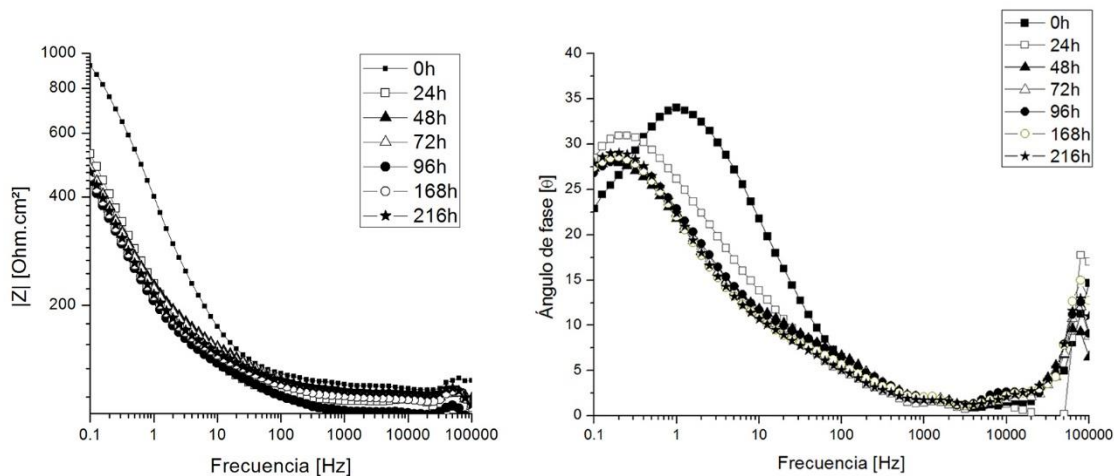 1000
800
600
400
200
|Z| [Ohm.cm²]
0.1 1 10 100 1000 10000 100000
Frecuencia [Hz]
0h
24h
48h
72h
96h
168h
216h
40
35
30
25
20
15
10
5
0
Ángulo de fase [θ]
0.1 1 10 100 1000 10000 100000
Frecuencia [Hz]
0h
24h
48h
72h
96h
168h
216h